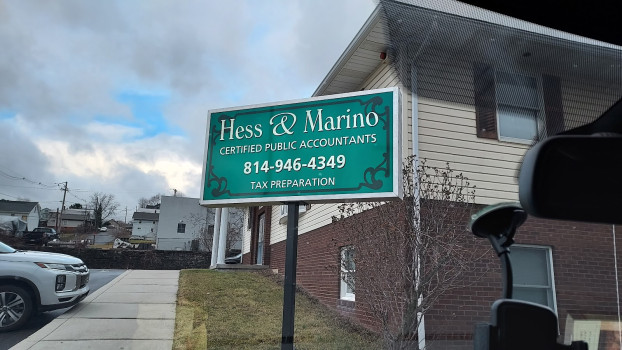 Hess & Marino
CERTIFIED PUBLIC ACCOUNTANTS
814-946-4349
TAX PREPARATION